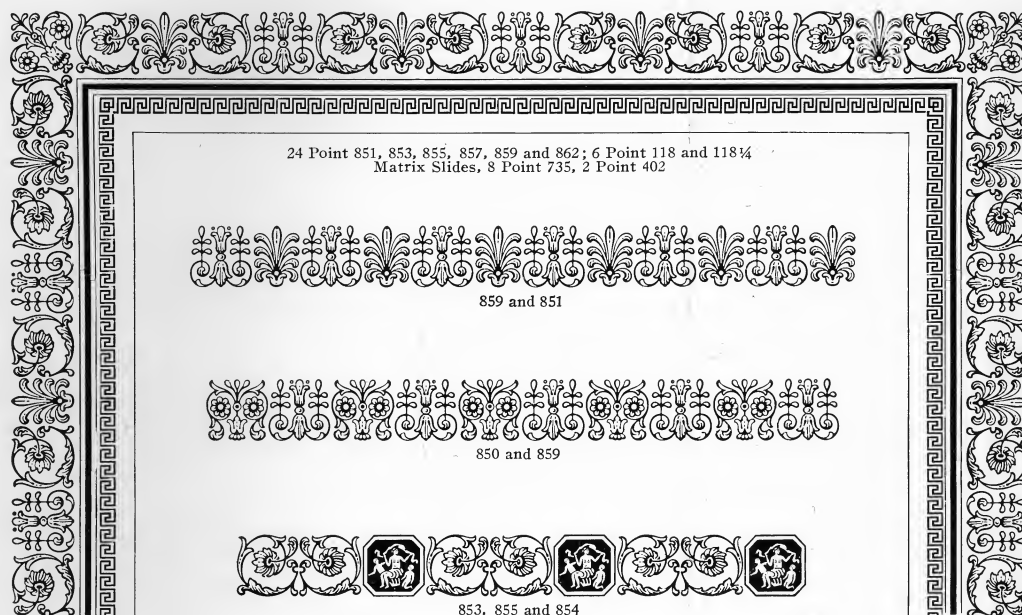 24 Point 851, 853, 855, 857, 859 and 862; 6 Point 118 and 118¼
Matrix Slides, 8 Point 735, 2 Point 402
859 and 851
850 and 859
853, 855 and 854